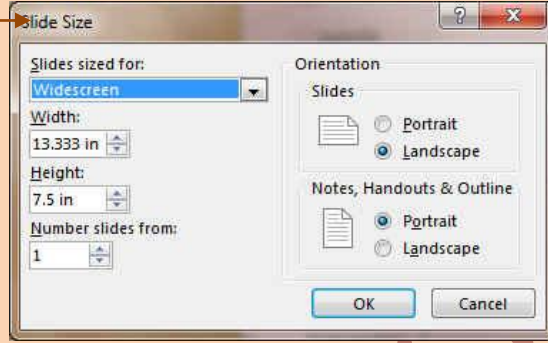 Slide Size
Slides sized for:
Widescreen
Width:
13.333 in
Height:
7.5 in
Number slides from:
1
Orientation
Slides
Portrait
Landscape
Notes, Handouts & Outline
Portrait
Landscape
OK
Cancel